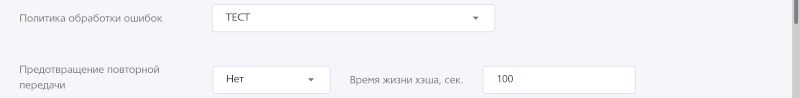 Политика обработки ошибок ТЕСТ
Предотвращение повторной передачи Нет Время жизни хэша, сек. 100